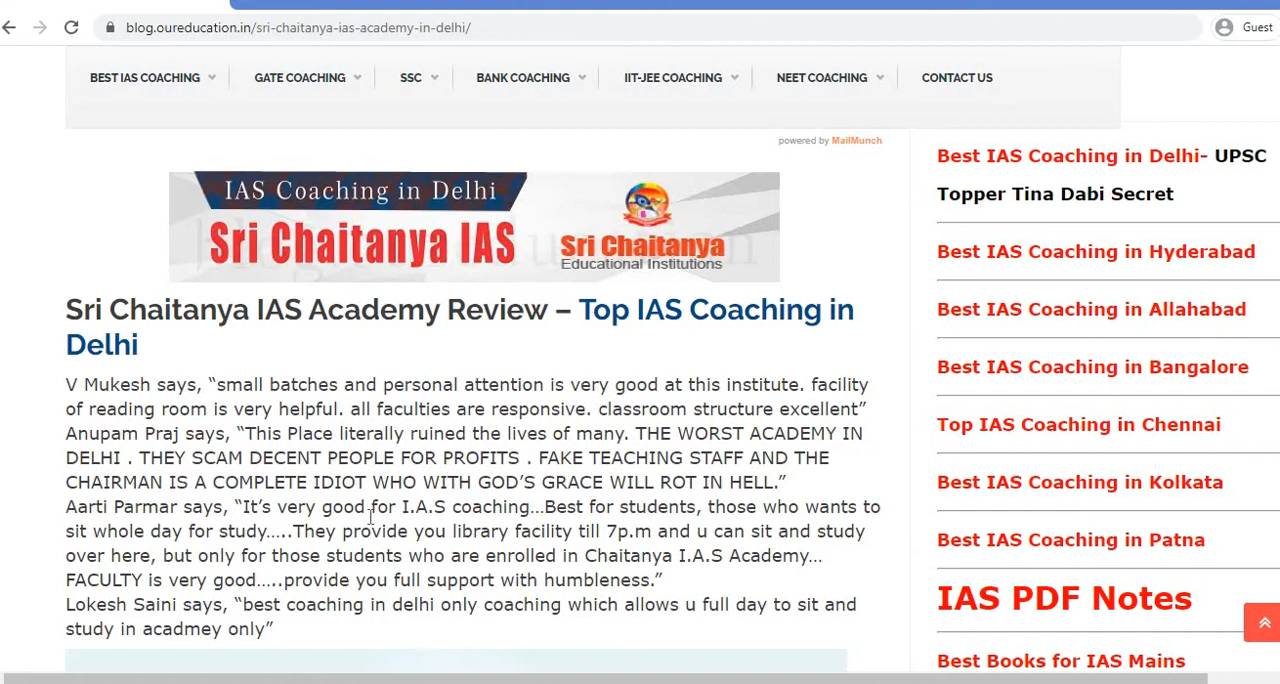 blog.oureducation.in/sri-chaitanya-ias-academy-in-delhi/
Guest
BEST IAS COACHING
GATE COACHING
SSC
BANK COACHING
IIT-JEE COACHING
NEET COACHING
CONTACT US
powered by MailMunch
IAS Coaching in Delhi
Sri Chaitanya IAS
Sri Chaitanya
Educational Institutions
Sri Chaitanya IAS Academy Review – Top IAS Coaching in
Delhi
V Mukesh says, “small batches and personal attention is very good at this institute. facility
of reading room is very helpful. all faculties are responsive. classroom structure excellent”
Anupam Praj says, “This Place literally ruined the lives of many. THE WORST ACADEMY IN
DELHI . THEY SCAM DECENT PEOPLE FOR PROFITS . FAKE TEACHING STAFF AND THE
CHAIRMAN IS A COMPLETE IDIOT WHO WITH GOD’S GRACE WILL ROT IN HELL.”
Aarti Parmar says, “It’s very good for I.A.S coaching…Best for students, those who wants to
sit whole day for study…..They provide you library facility till 7p.m and u can sit and study
over here, but only for those students who are enrolled in Chaitanya I.A.S Academy…
FACULTY is very good…..provide you full support with humbleness.”
Lokesh Saini says, “best coaching in delhi only coaching which allows u full day to sit and
study in acadmey only”
Best IAS Coaching in Delhi- UPSC
Topper Tina Dabi Secret
Best IAS Coaching in Hyderabad
Best IAS Coaching in Allahabad
Best IAS Coaching in Bangalore
Top IAS Coaching in Chennai
Best IAS Coaching in Kolkata
Best IAS Coaching in Patna
IAS PDF Notes
Best Books for IAS Mains